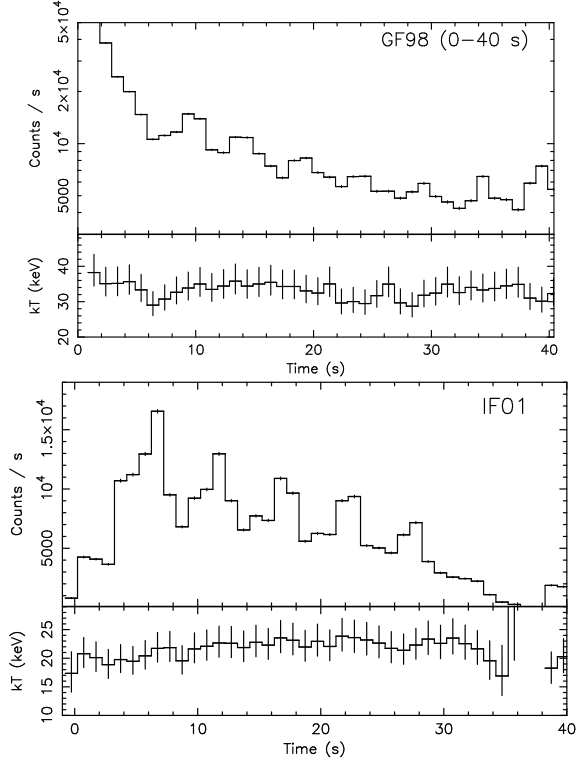 GF98 (0–40 s)
5×10⁴
2×10⁴
10⁴
5000
Counts / s
40
30
20
kT (keV)
0 10 20 30 40
Time (s)
IF01
1.5×10⁴
10⁴
5000
Counts / s
25
20
15
10
kT (keV)
0 10 20 30 40
Time (s)